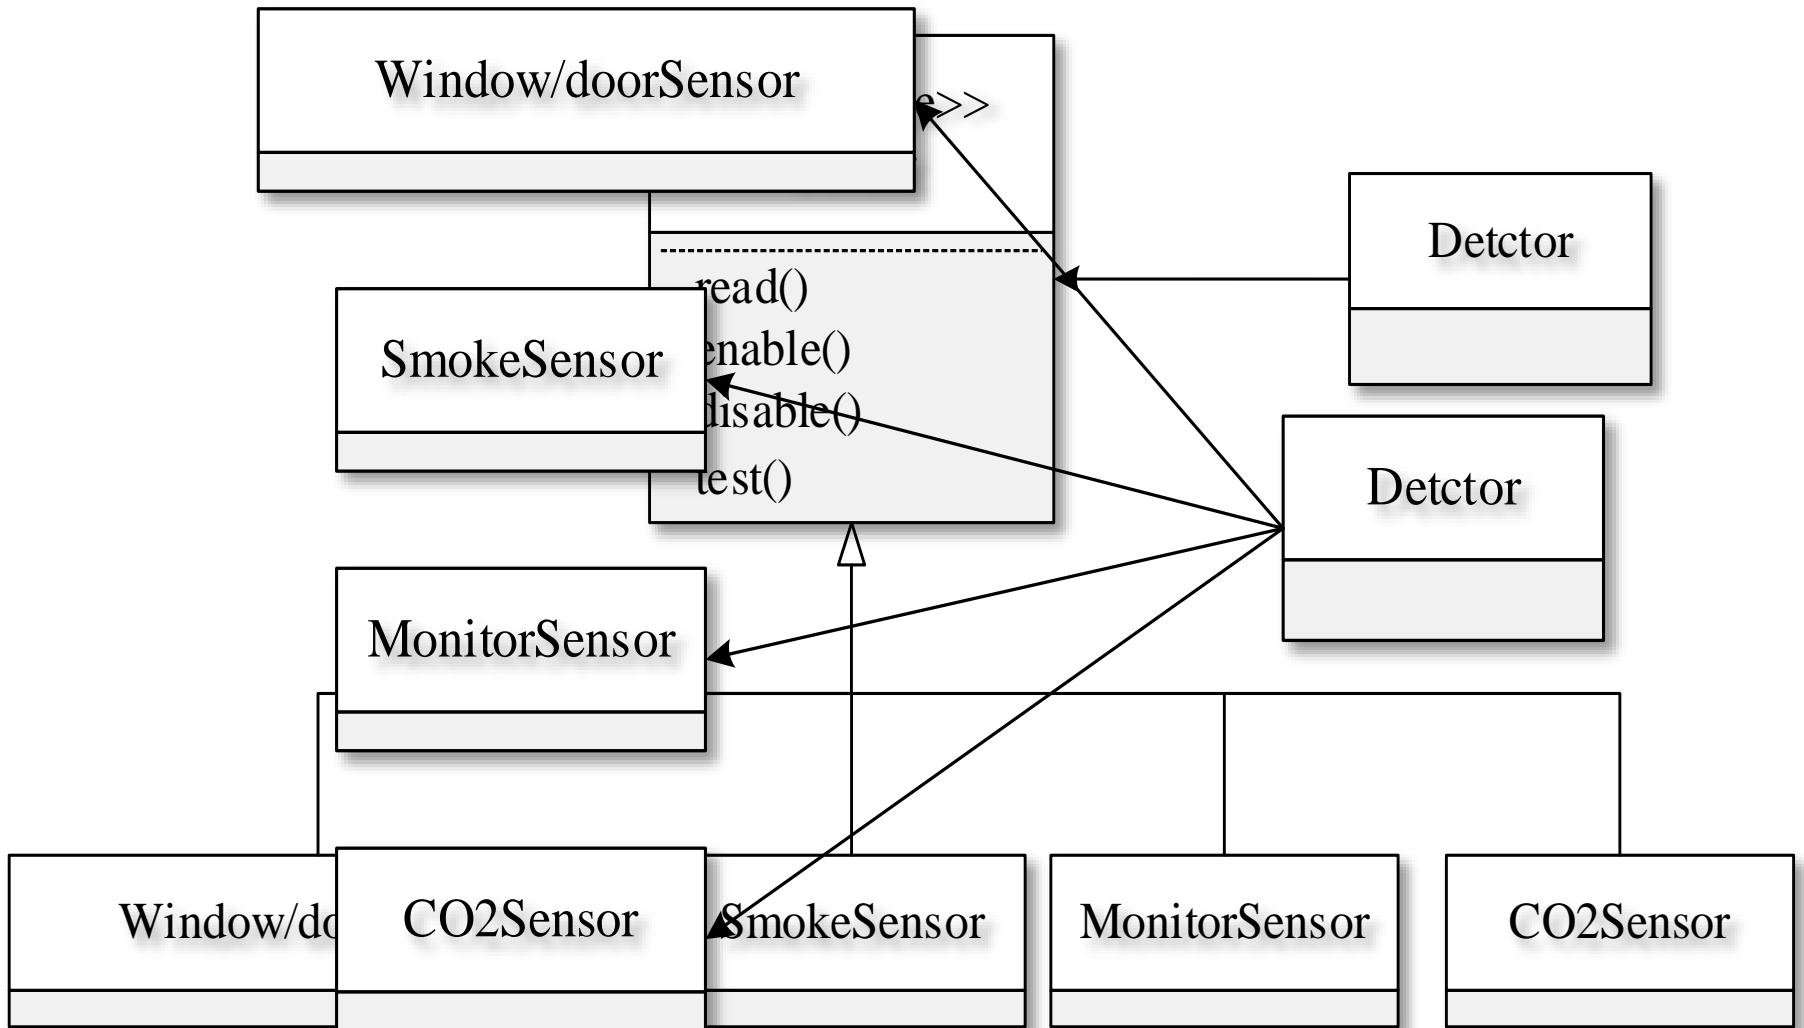 Window/doorSensor
e>>
Detctor
read()
SmokeSensor
enable()
disable()
test()
Detctor
MonitorSensor
Window/do
CO2Sensor
SmokeSensor
MonitorSensor
CO2Sensor